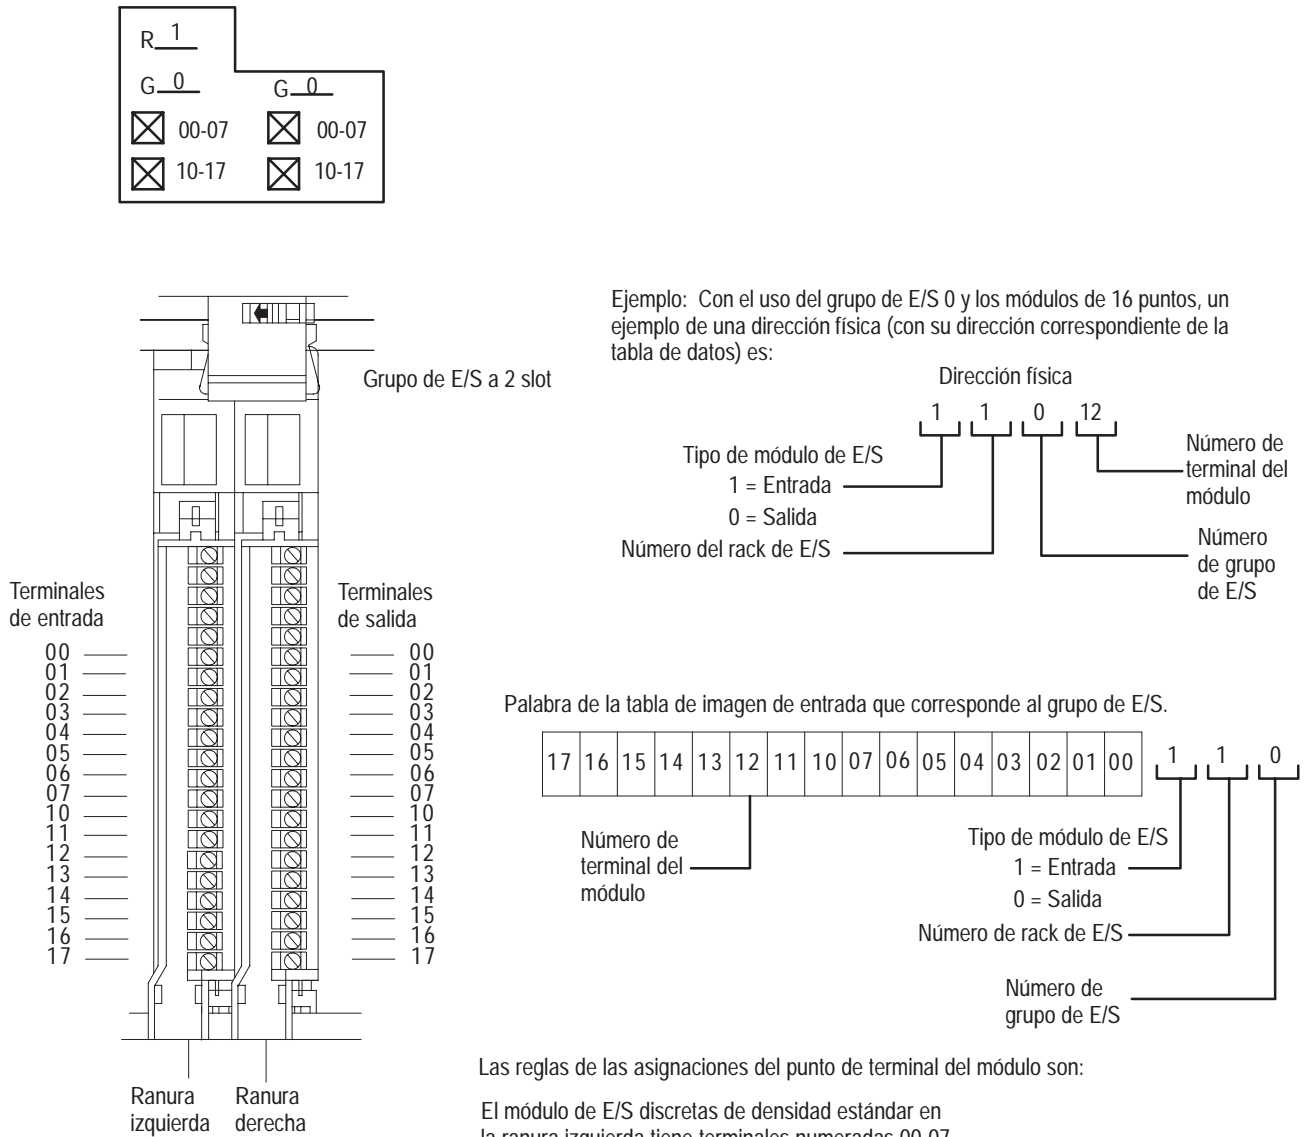 R 1
G 0 G 0
00-07 00-07
10-17 10-17
Ejemplo: Con el uso del grupo de E/S 0 y los módulos de 16 puntos, un
ejemplo de una dirección física (con su dirección correspondiente de la
tabla de datos) es:
Grupo de E/S a 2 slot
Dirección física
1 1 0 12
Tipo de módulo de E/S
1 = Entrada
0 = Salida
Número del rack de E/S
Número de
terminal del
módulo
Número
de grupo
de E/S
Terminales
de entrada
00
01
02
03
04
05
06
07
10
11
12
13
14
15
16
17
Terminales
de salida
00
01
02
03
04
05
06
07
10
11
12
13
14
15
16
17
Palabra de la tabla de imagen de entrada que corresponde al grupo de E/S.
17 16 15 14 13 12 11 10 07 06 05 04 03 02 01 00 1 1 0
Número de
terminal del
módulo
Tipo de módulo de E/S
1 = Entrada
0 = Salida
Número de rack de E/S
Número de
grupo de E/S
Ranura
izquierda
Ranura
derecha
Las reglas de las asignaciones del punto de terminal del módulo son:
El módulo de E/S discretas de densidad estándar en
la ranura izquierda tiene terminales numeradas 00-07